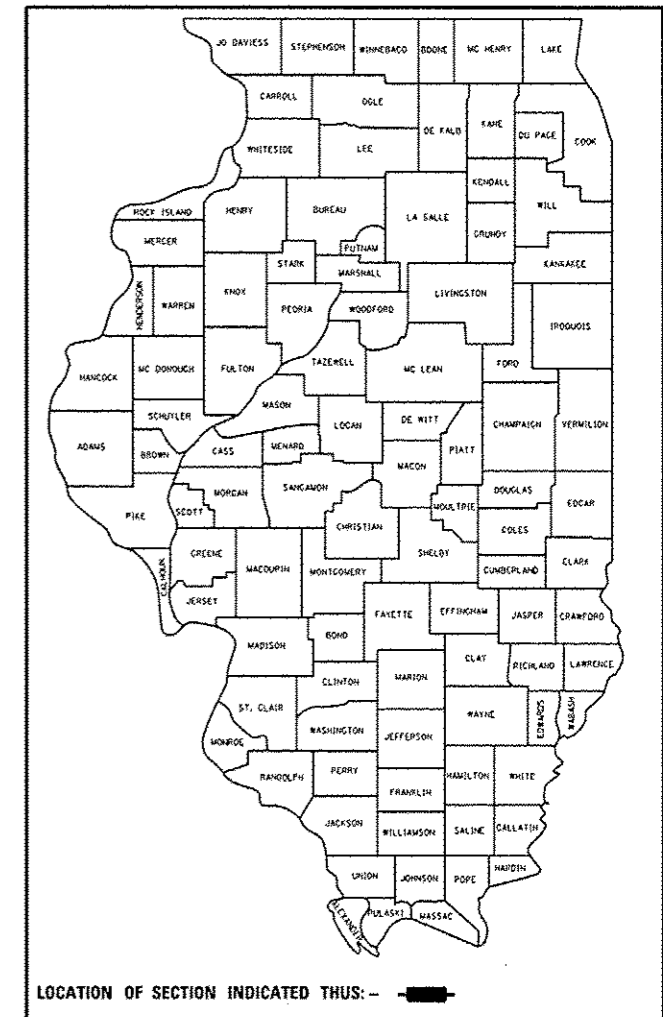 JO DAVIESS STEPHENSON WINNEBAGO BOONE MC HENRY LAKE
CARROLL OGLE DE KALB KANE DU PAGE COOK
WHITESIDE LEE
KENDALL
ROCK ISLAND HENRY BUREAU LA SALLE GRUNDY WILL
MERCER PUTNAM KANKAKEE
STARK MARSHALL
HENDERSON WARREN KNOX PEORIA WOODFORD LIVINGSTON IROQUOIS
HANCOCK MC DONOUGH FULTON TAZEWELL MC LEAN FORD
MASON
SCHUYLER LOGAN DE WITT CHAMPAIGN VERMILION
ADAMS BROWN CASS MENARD MACON PIATT
PIKE SCOTT MORGAN SANGAMON CHRISTIAN MOULTRIE DOUGLAS EDGAR
COLES
CALHOUN GREENE MACOUPIN MONTGOMERY SHELBY CUMBERLAND CLARK
JERSEY FAYETTE EFFINGHAM JASPER CRAWFORD
MADISON BOND
CLAY RICHLAND LAWRENCE
CLINTON MARION
ST. CLAIR WAYNE EDWARDS WABASH
MONROE WASHINGTON JEFFERSON
RANDOLPH PERRY HAMILTON WHITE
FRANKLIN
JACKSON WILLIAMSON SALINE GALLATIN
UNION JOHNSON POPE HARDIN
ALEXANDER PULASKI MASSAC
LOCATION OF SECTION INDICATED THUS: -